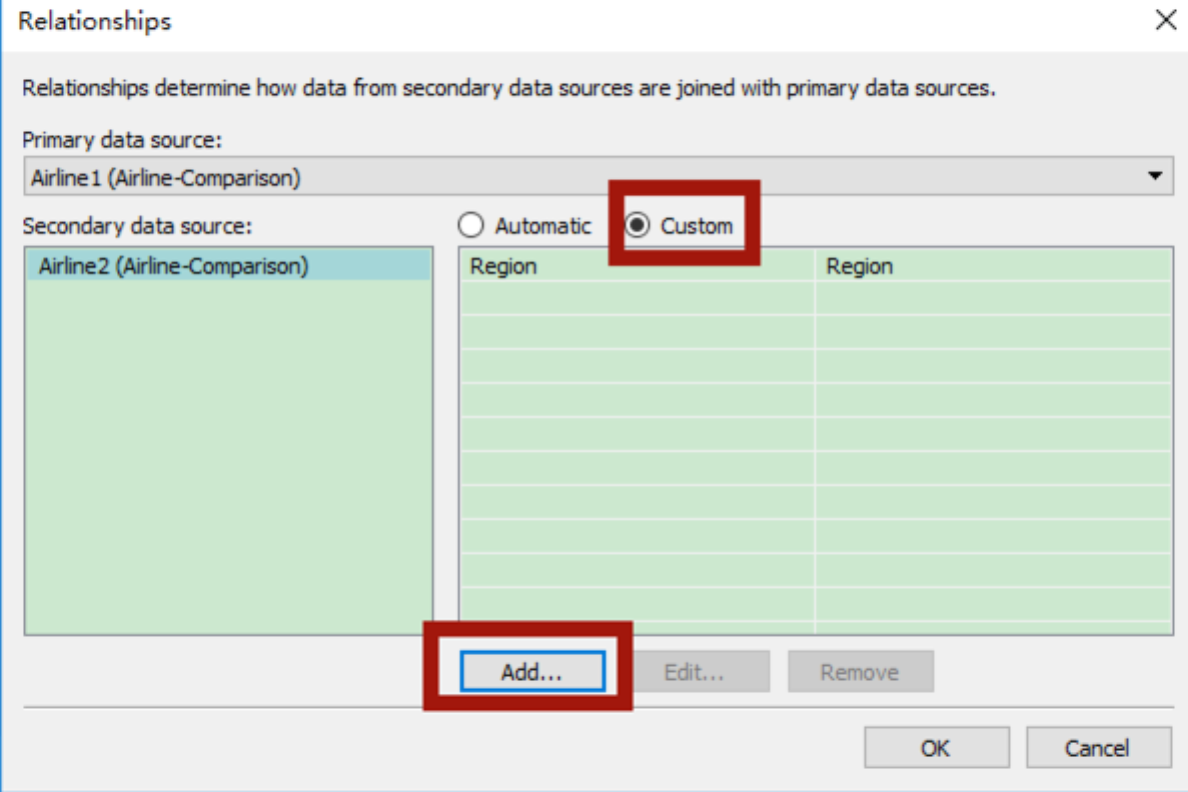 Relationships
Relationships determine how data from secondary data sources are joined with primary data sources.
Primary data source:
Airline1 (Airline-Comparison)
Secondary data source:
Automatic
Custom
Airline2 (Airline-Comparison)
Region
Region
Add...
Edit...
Remove
OK
Cancel